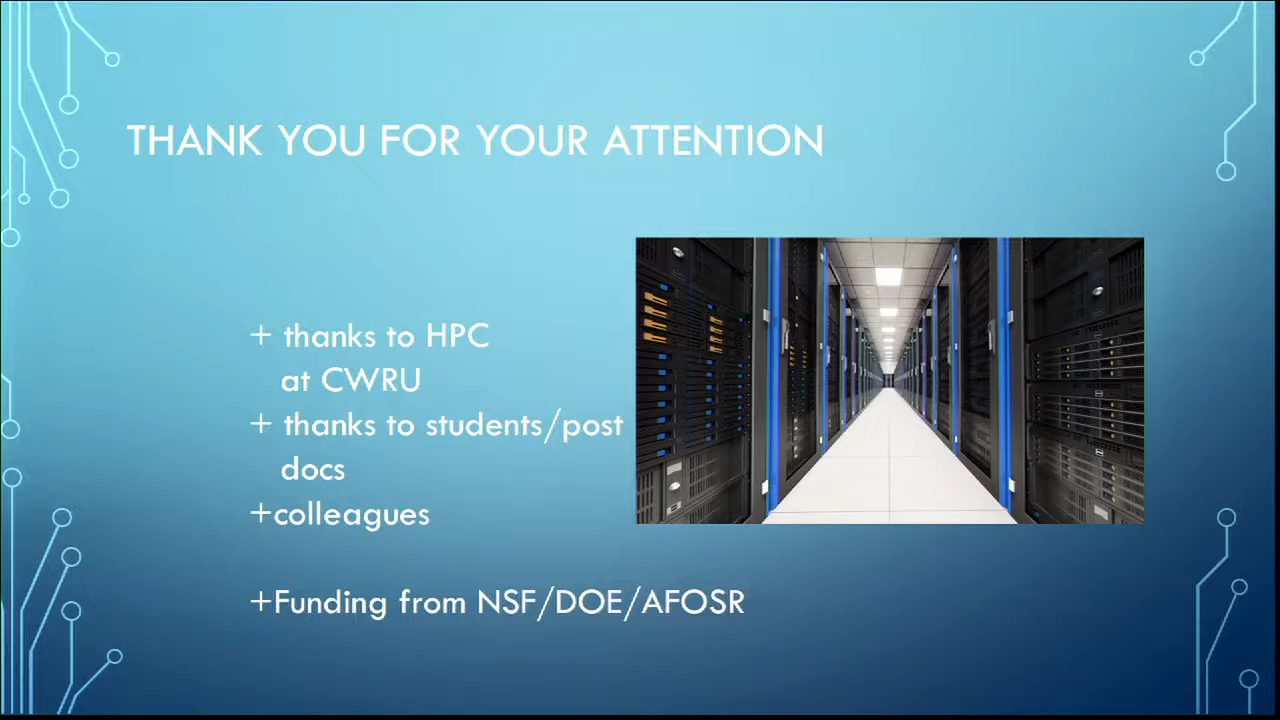 THANK YOU FOR YOUR ATTENTION
+ thanks to HPC
at CWRU
+ thanks to students/post
docs
+colleagues
+Funding from NSF/DOE/AFOSR